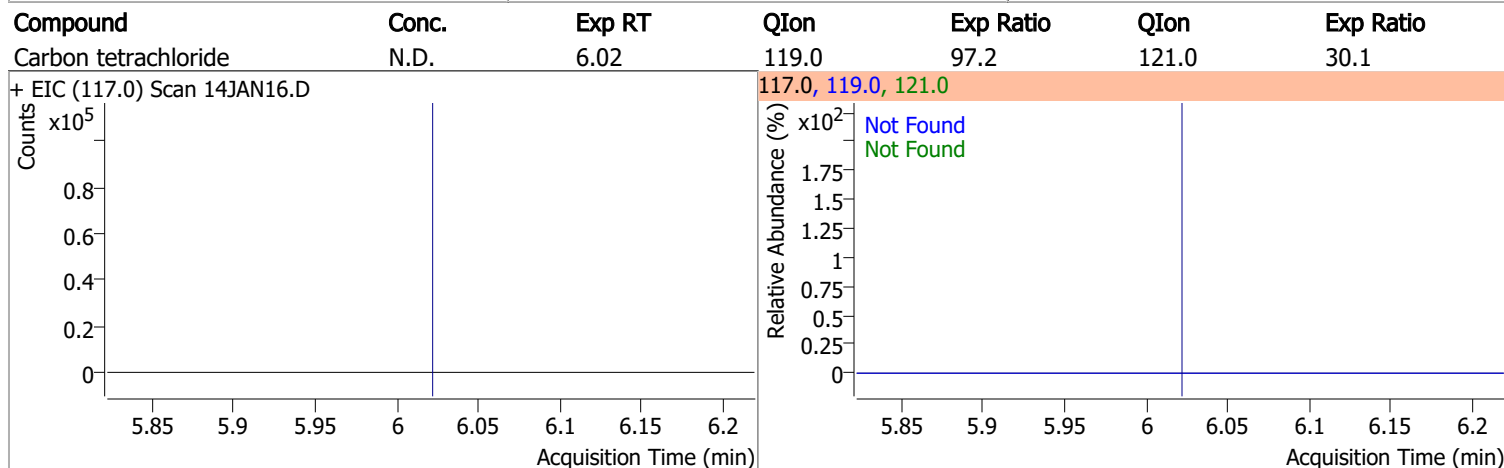 Compound Conc. Exp RT QIon Exp Ratio QIon Exp Ratio
Carbon tetrachloride N.D. 6.02 119.0 97.2 121.0 30.1
+ EIC (117.0) Scan 14JAN16.D
Counts
x10⁵
0.8
0.6
0.4
0.2
0
5.85 5.9 5.95 6 6.05 6.1 6.15 6.2
Acquisition Time (min)
117.0, 119.0, 121.0
Relative Abundance (%)
x10²
Not Found
Not Found
1.75
1.5
1.25
1
0.75
0.5
0.25
0
5.85 5.9 5.95 6 6.05 6.1 6.15 6.2
Acquisition Time (min)